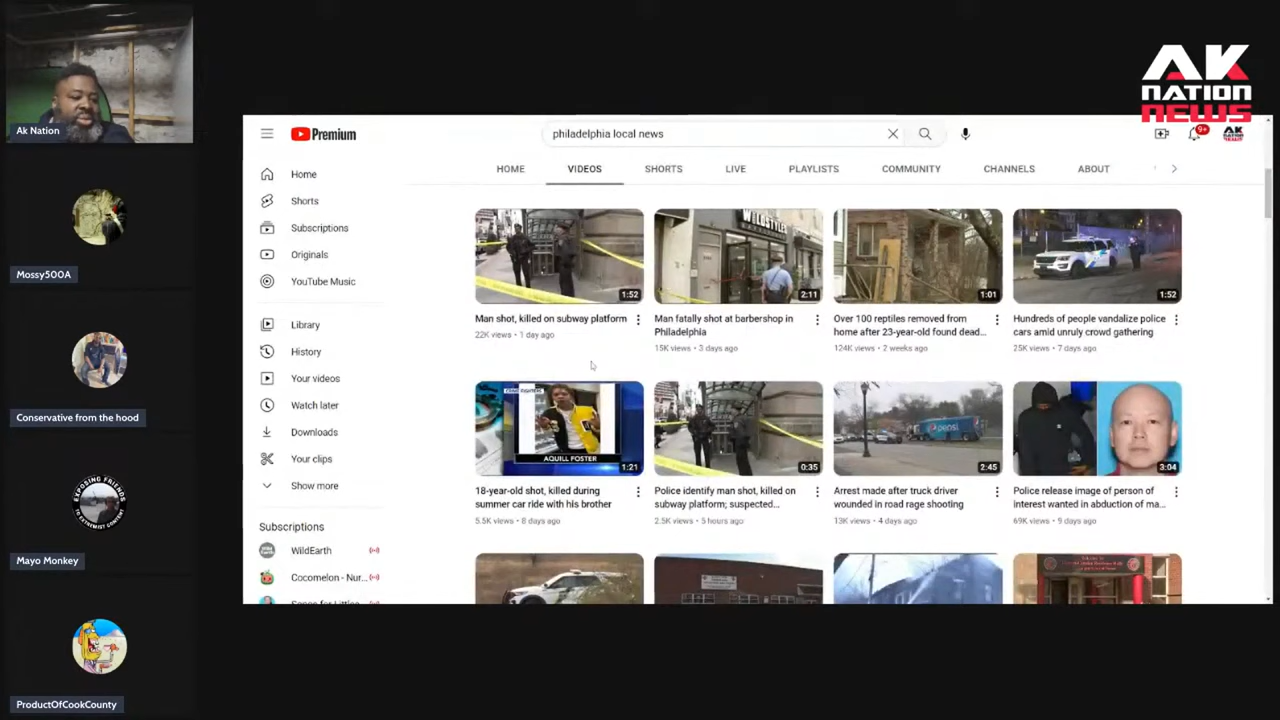 AK
NATION
NEWS
Ak Nation
Mossy500A
Conservative from the hood
EXPOSING FRIENDS
Mayo Monkey
ProductOfCookCounty
Premium
philadelphia local news
9+
HOME
VIDEOS
SHORTS
LIVE
PLAYLISTS
COMMUNITY
CHANNELS
ABOUT
Home
Shorts
Subscriptions
Originals
YouTube Music
Library
History
Your videos
Watch later
Downloads
Your clips
Show more
Subscriptions
WildEarth
Cocomelon - Nur...
1:52
Man shot, killed on subway platform
22K views • 1 day ago
WILDSTYLE
2:11
Man fatally shot at barbershop in
Philadelphia
15K views • 3 days ago
1:01
Over 100 reptiles removed from
home after 23-year-old found dead...
124K views • 2 weeks ago
1:52
Hundreds of people vandalize police
cars amid unruly crowd gathering
25K views • 7 days ago
AQUILL FOSTER
1:21
18-year-old shot, killed during
summer car ride with his brother
5.5K views • 8 days ago
0:35
Police identify man shot, killed on
subway platform; suspected...
2.5K views • 5 hours ago
pepsi
2:45
Arrest made after truck driver
wounded in road rage shooting
13K views • 4 days ago
3:04
Police release image of person of
interest wanted in abduction of ma...
69K views • 9 days ago